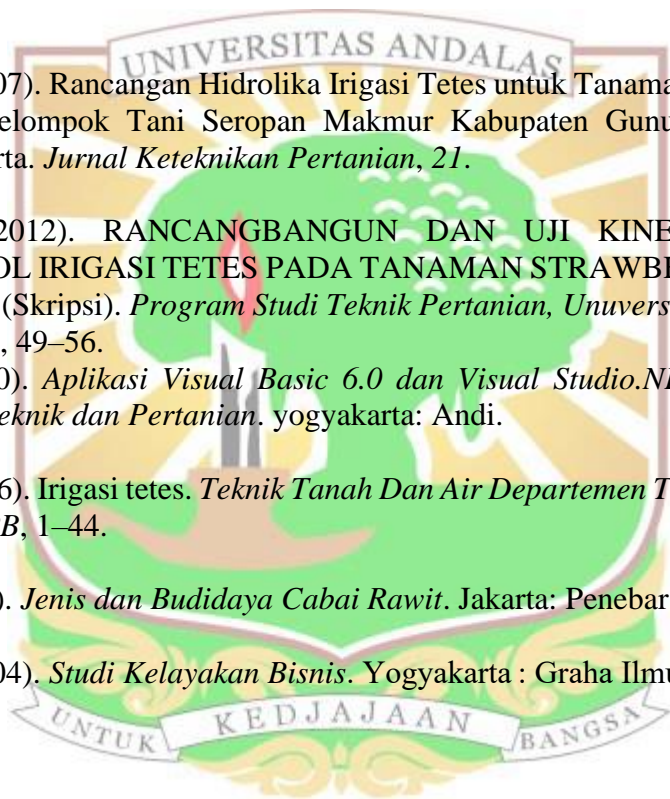 UNIVERSITAS ANDALAS
07). Rancangan Hidrolika Irigasi Tetes untuk Tanama
elompok Tani Seropan Makmur Kabupaten Gunu
rta. Jurnal Keteknikan Pertanian, 21.
2012). RANCANGBANGUN DAN UJI KINE
OL IRIGASI TETES PADA TANAMAN STRAWBE
(Skripsi). Program Studi Teknik Pertanian, Unuvers
, 49–56.
0). Aplikasi Visual Basic 6.0 dan Visual Studio.N
eknik dan Pertanian. yogyakarta: Andi.
6). Irigasi tetes. Teknik Tanah Dan Air Departemen T
B, 1–44.
). Jenis dan Budidaya Cabai Rawit. Jakarta: Penebar
04). Studi Kelayakan Bisnis. Yogyakarta : Graha Ilmu
UNTUK KEDJAJAAN BANGSA